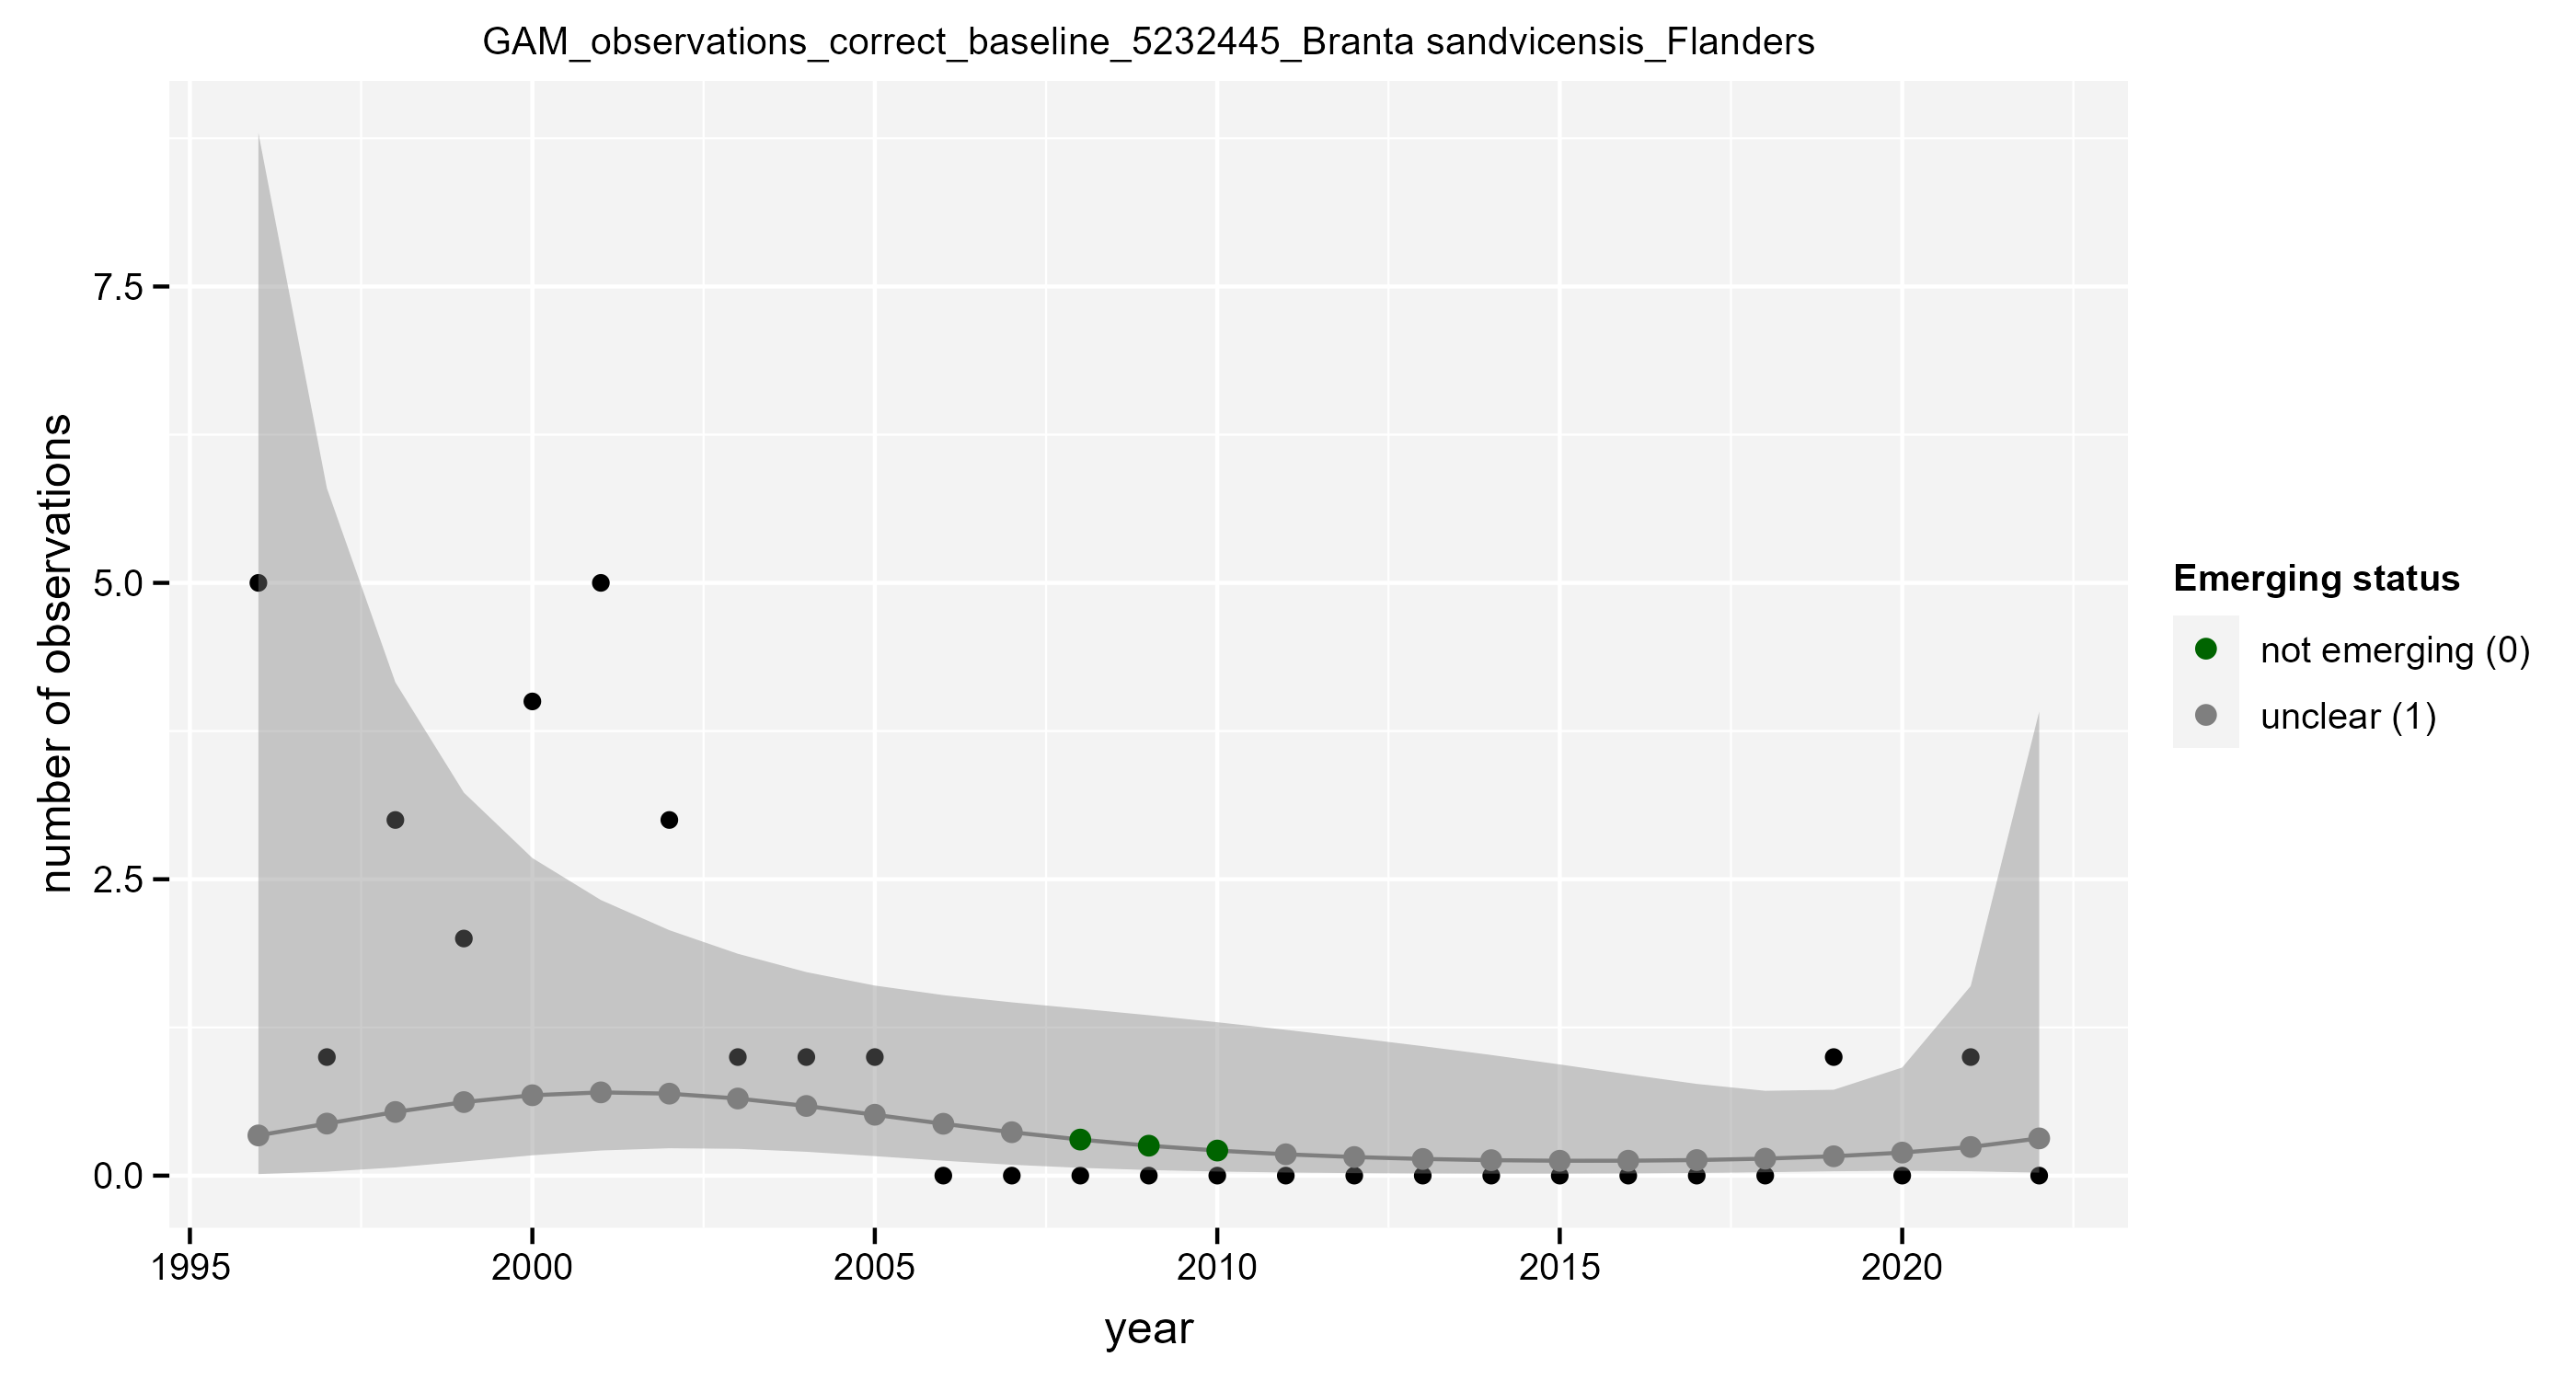 GAM_observations_correct_baseline_5232445_Branta sandvicensis_Flanders
number of observations
7.5
5.0
2.5
0.0
1995 2000 2005 2010 2015 2020
year
Emerging status
not emerging (0)
unclear (1)